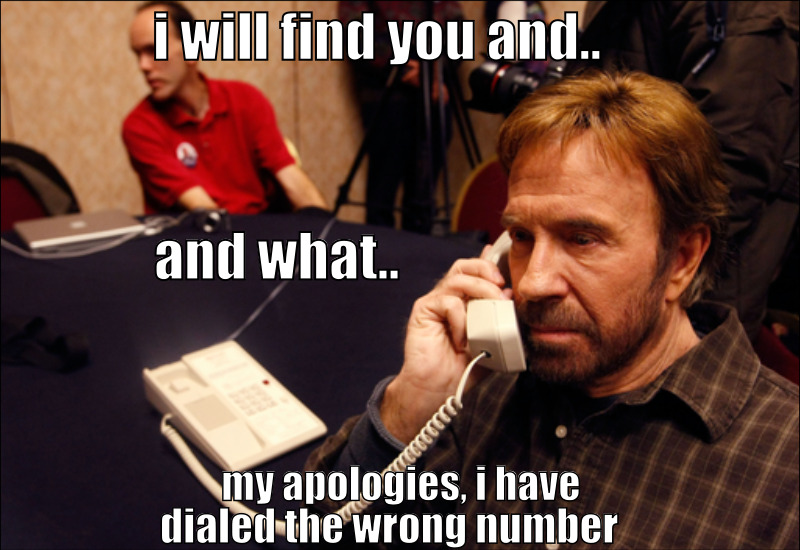 i will find you and..
and what..
my apologies, i have
dialed the wrong number